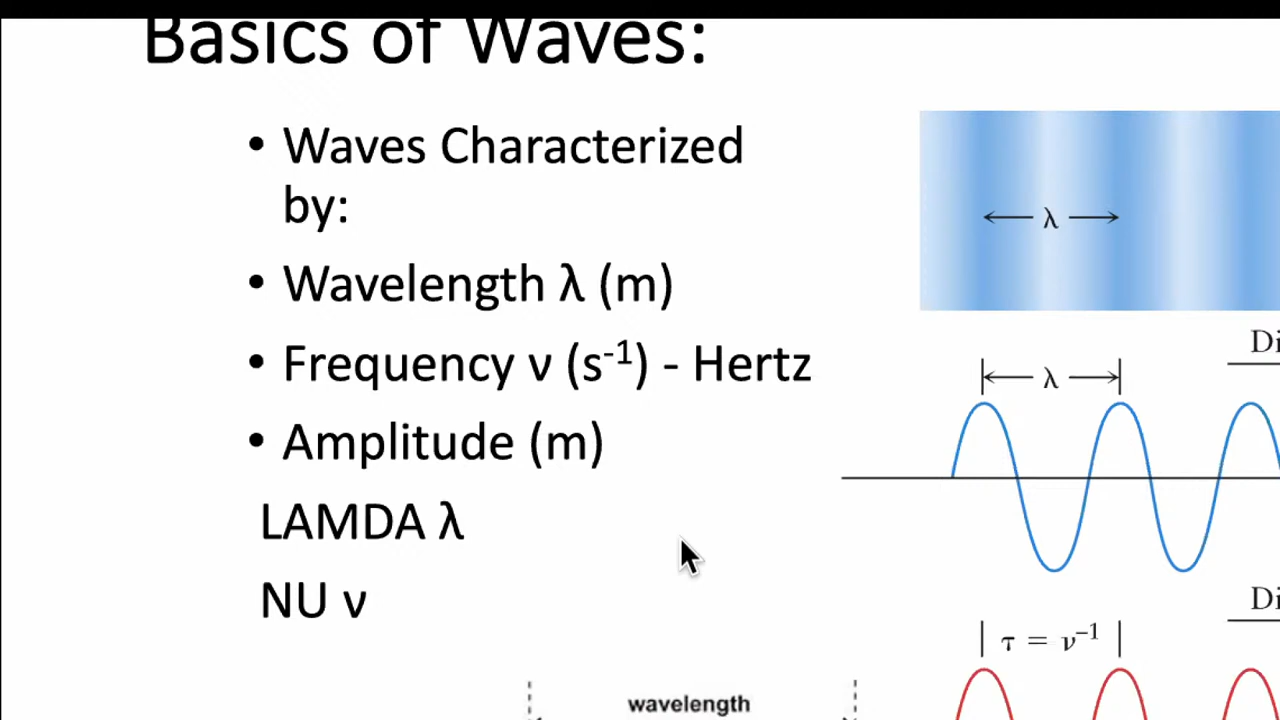 Basics of Waves:
• Waves Characterized
by:
• Wavelength λ (m)
• Frequency ν (s⁻¹) - Hertz
• Amplitude (m)
LAMDA λ
NU ν
λ
λ
τ = ν⁻¹
wavelength